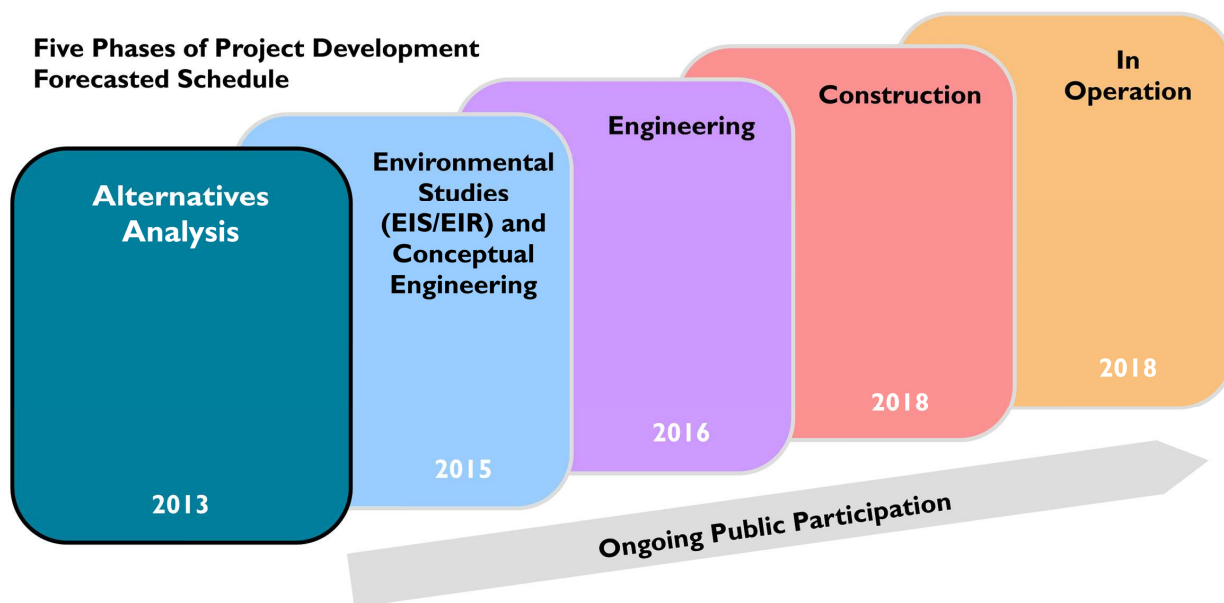 Five Phases of Project Development
Forecasted Schedule
Alternatives
Analysis
2013
Environmental
Studies
(EIS/EIR) and
Conceptual
Engineering
2015
Engineering
2016
Construction
2018
In
Operation
2018
Ongoing Public Participation